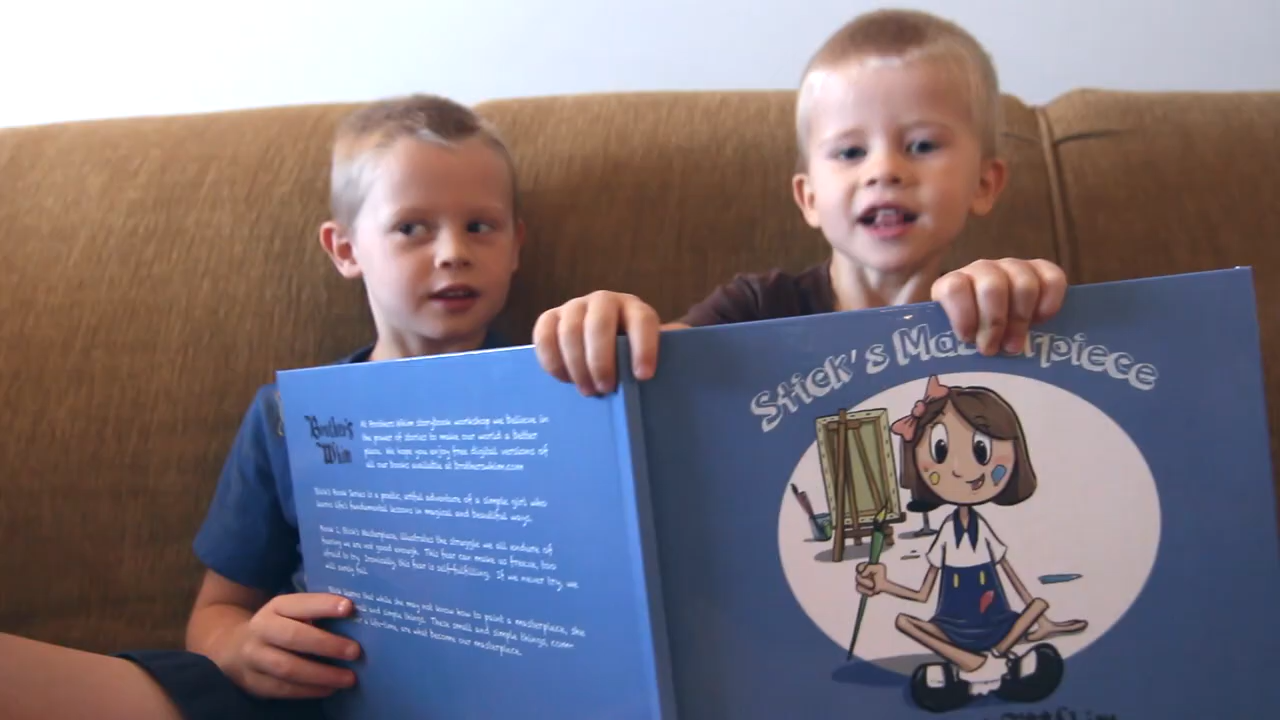 Brother's
Whim
At Brothers Whim storybook workshop we believe in
the power of stories to make our world a better
place. We hope you enjoy free digital versions of
all our books available at brotherswhim.com
Stick's Book Series is a poetic, artful adventure of a simple girl who
learns life's fundamental lessons in magical and beautiful ways.
Book 1, Stick's Masterpiece, illustrates the struggle we all endure of
fearing we are not good enough. This fear can make us freeze, too
afraid to try. Ironically, this fear is self-fulfilling. If we never try, we
will surely fail.
Stick learns that while she may not know how to paint a masterpiece, she
and simple things. These small and simple things, over
a life-time, are what become our masterpiece.
Stick's Masterpiece